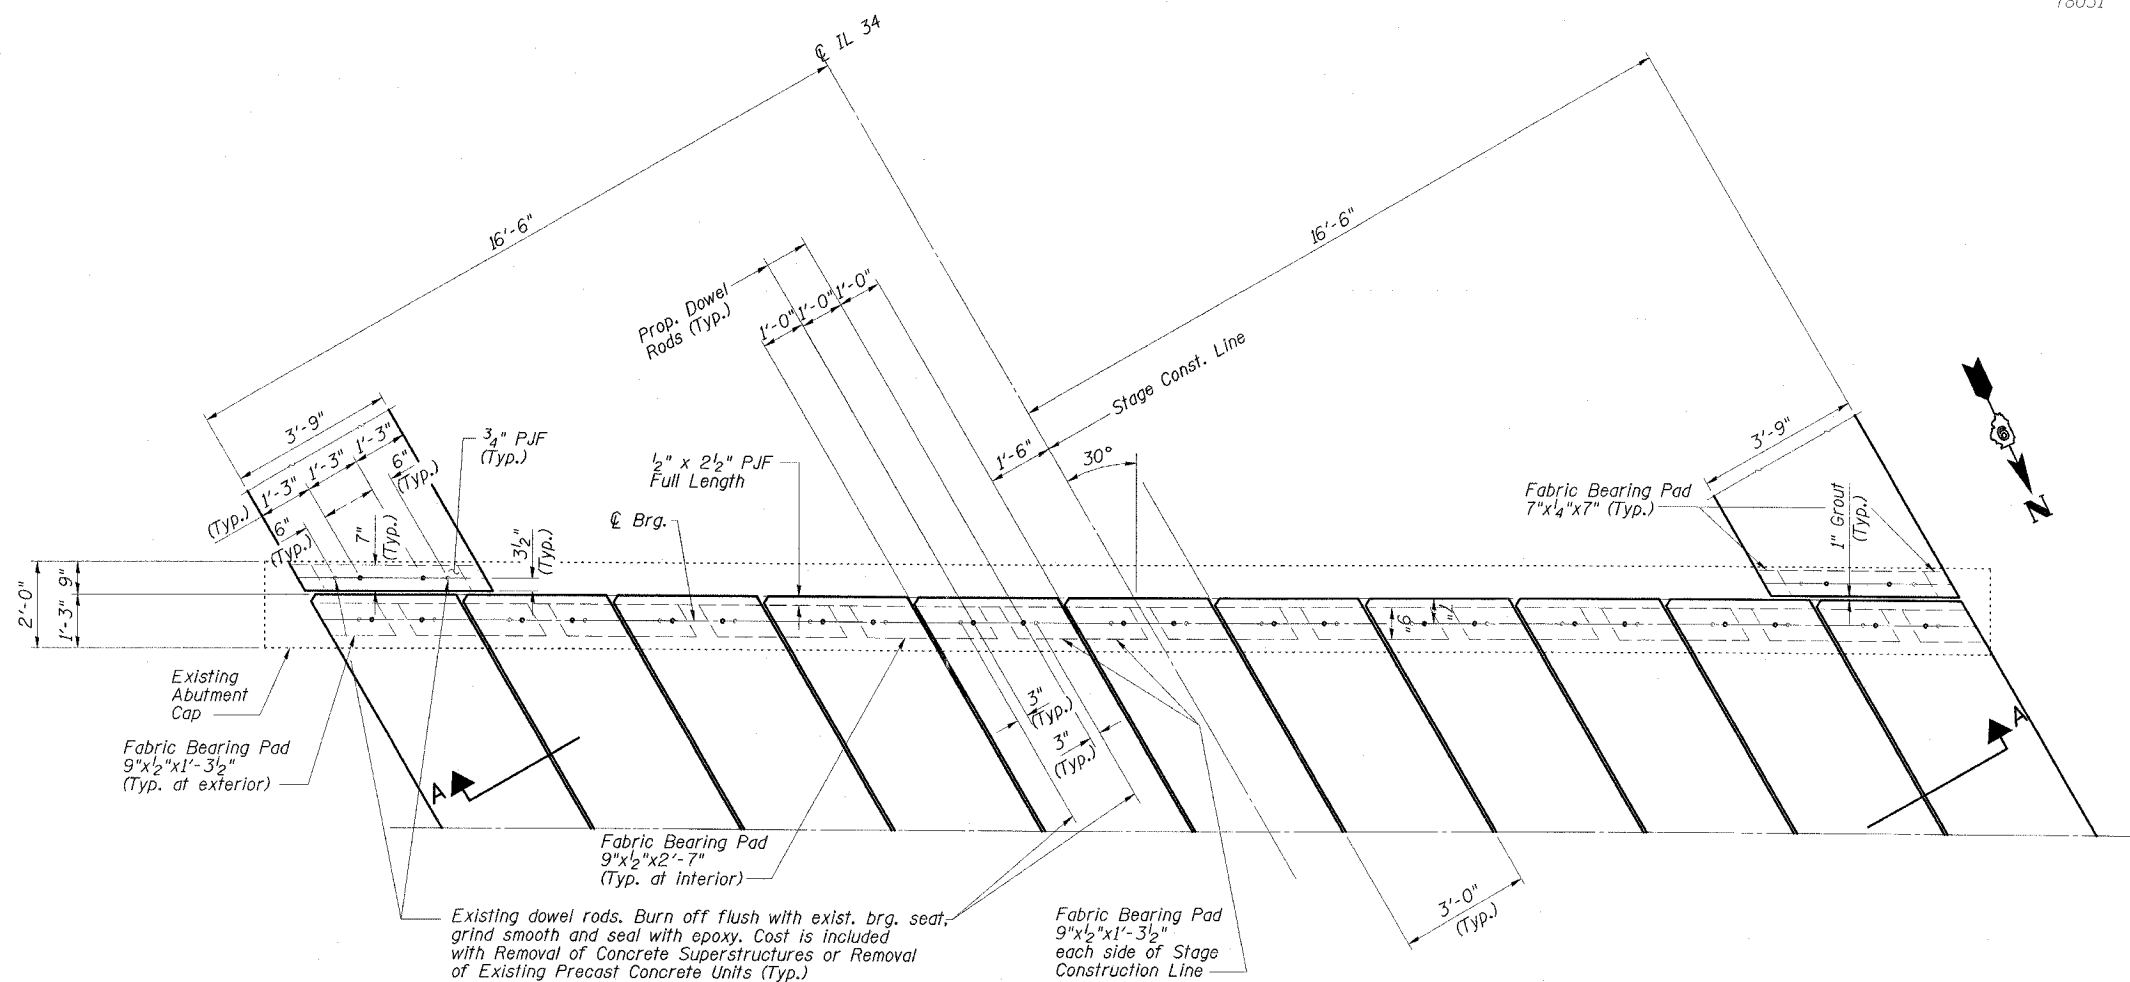 78051
℄ IL 34
16'-6"
16'-6"
Prop. Dowel
Rods (Typ.)
1'-0"
1'-0"
1'-0"
Stage Const. Line
1'-6"
30°
3'-9"
1'-3"
1'-3"
1'-3"
6"
(Typ.)
(Typ.)
6"
(Typ.)
7"
(Typ.)
3/4" PJF
(Typ.)
3 1/2"
(Typ.)
1/2" x 2 1/2" PJF
Full Length
℄ Brg.
3'-9"
Fabric Bearing Pad
7"x1/4"x7" (Typ.)
1" Grout
(Typ.)
6
N
2'-0"
9"
1'-3"
9"
7"
Existing
Abutment
Cap
Fabric Bearing Pad
9"x1/2"x1'-3 1/2"
(Typ. at exterior)
A
A
3"
(Typ.)
3"
(Typ.)
Fabric Bearing Pad
9"x1/2"x2'-7"
(Typ. at interior)
3'-0"
(Typ.)
Existing dowel rods. Burn off flush with exist. brg. seat,
grind smooth and seal with epoxy. Cost is included
with Removal of Concrete Superstructures or Removal
of Existing Precast Concrete Units (Typ.)
Fabric Bearing Pad
9"x1/2"x1'-3 1/2"
each side of Stage
Construction Line